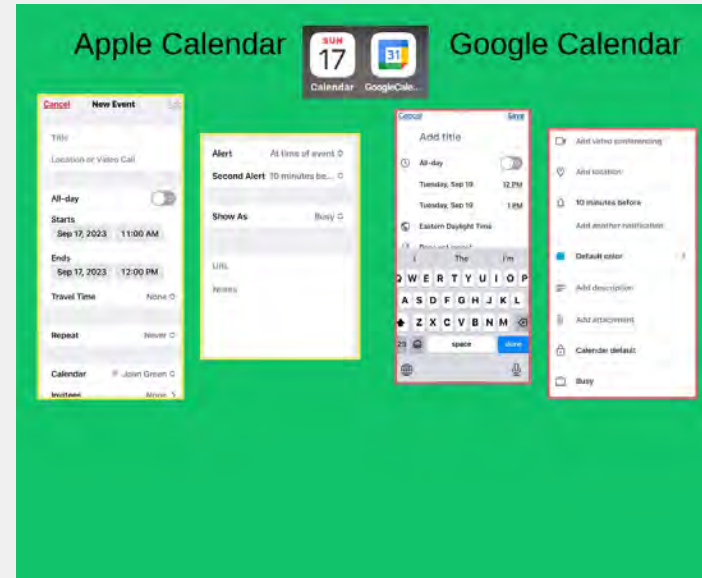 Apple Calendar
Google Calendar
SUN
17
31
Calendar
GoogleCale...
Cancel New Event
Title
Location or Video Call
All-day
Starts
Sep 17, 2023 11:00 AM
Ends
Sep 17, 2023 12:00 PM
Travel Time None
Repeat Never
Calendar John Green
Invitees None
Alert At time of event
Second Alert 10 minutes be...
Show As Busy
URL
Notes
Cancel Save
Add title
All-day
Tuesday, Sep 19 12 PM
Tuesday, Sep 19 1 PM
Eastern Daylight Time
I The I'm
Q W E R T Y U I O P
A S D F G H J K L
Z X C V B N M
space done
Add video conferencing
Add location
10 minutes before
Add another notification
Default color
Add description
Add attachment
Calendar default
Busy